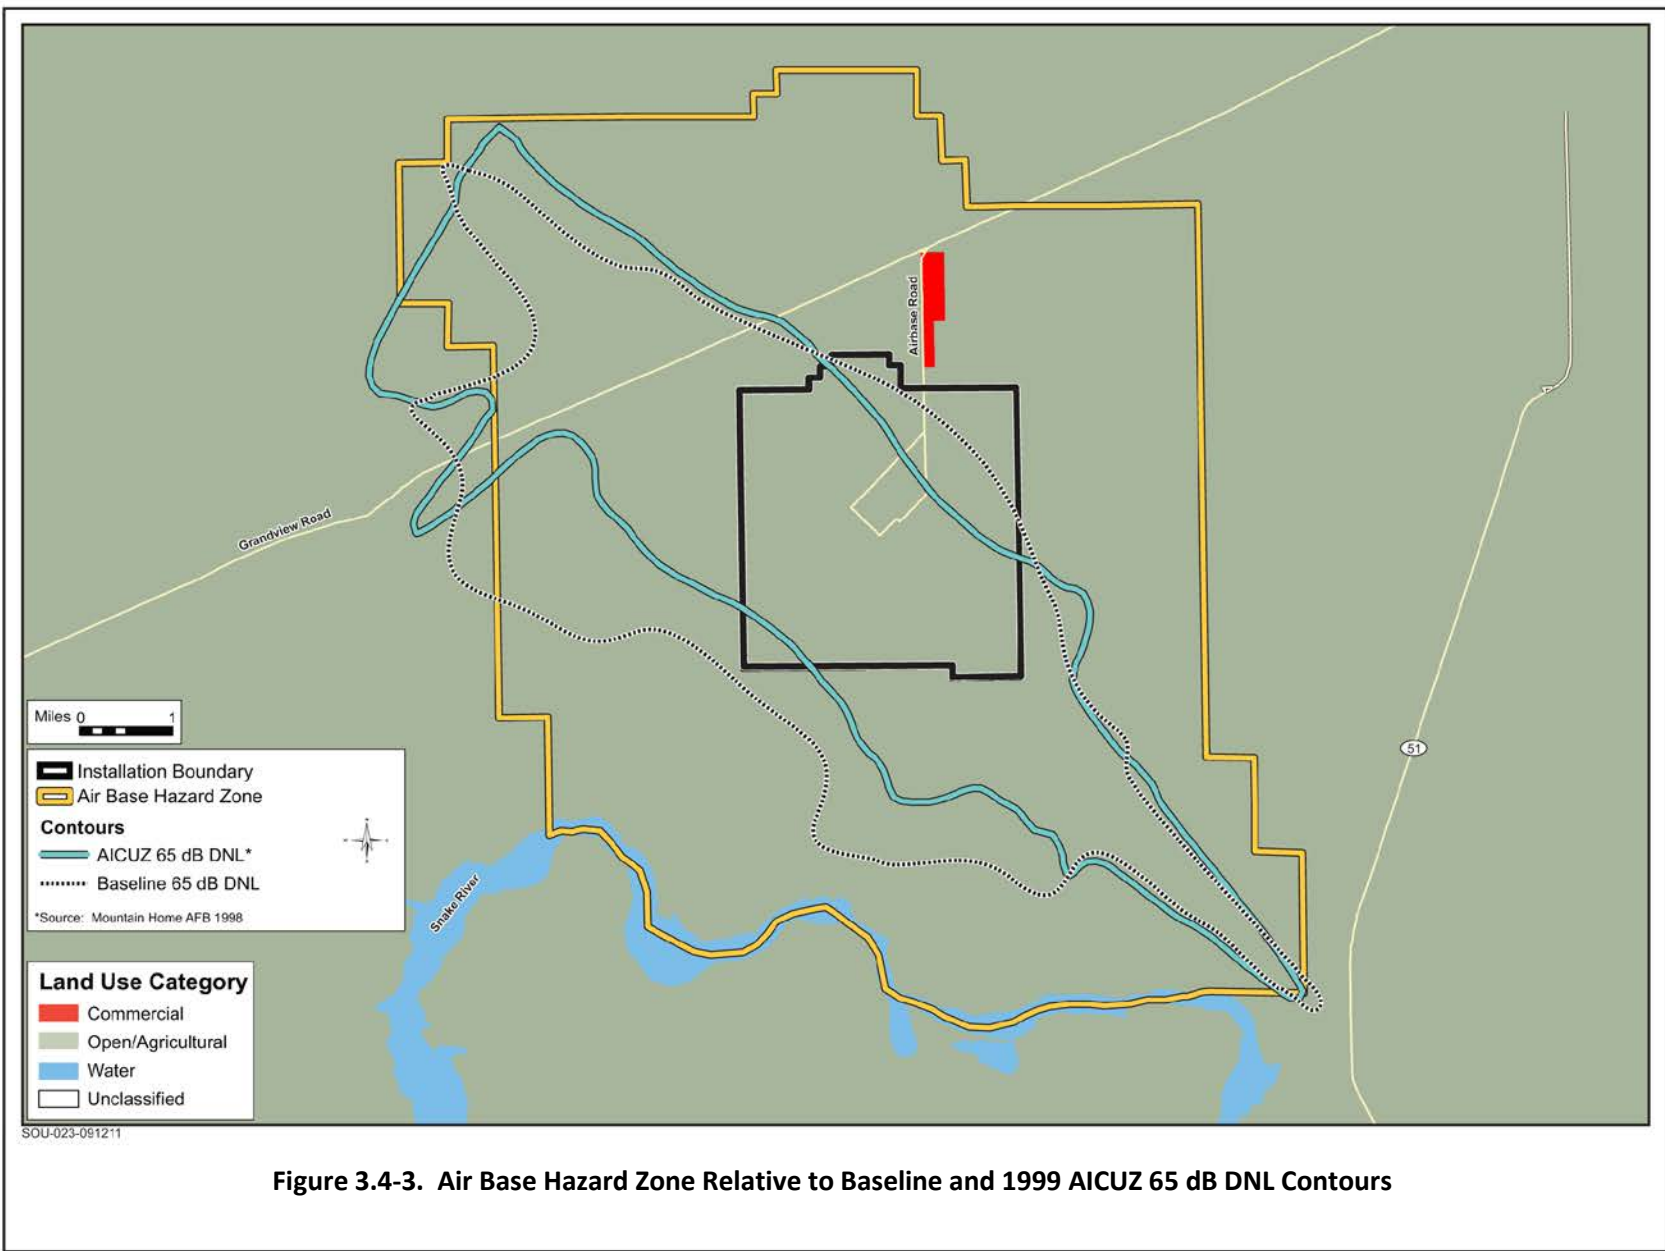 Airbase Road
Grandview Road
51
Snake River
Miles 0 1
Installation Boundary
Air Base Hazard Zone
Contours
AICUZ 65 dB DNL*
Baseline 65 dB DNL
*Source: Mountain Home AFB 1998
Land Use Category
Commercial
Open/Agricultural
Water
Unclassified
SOU-023-091211
Figure 3.4-3. Air Base Hazard Zone Relative to Baseline and 1999 AICUZ 65 dB DNL Contours